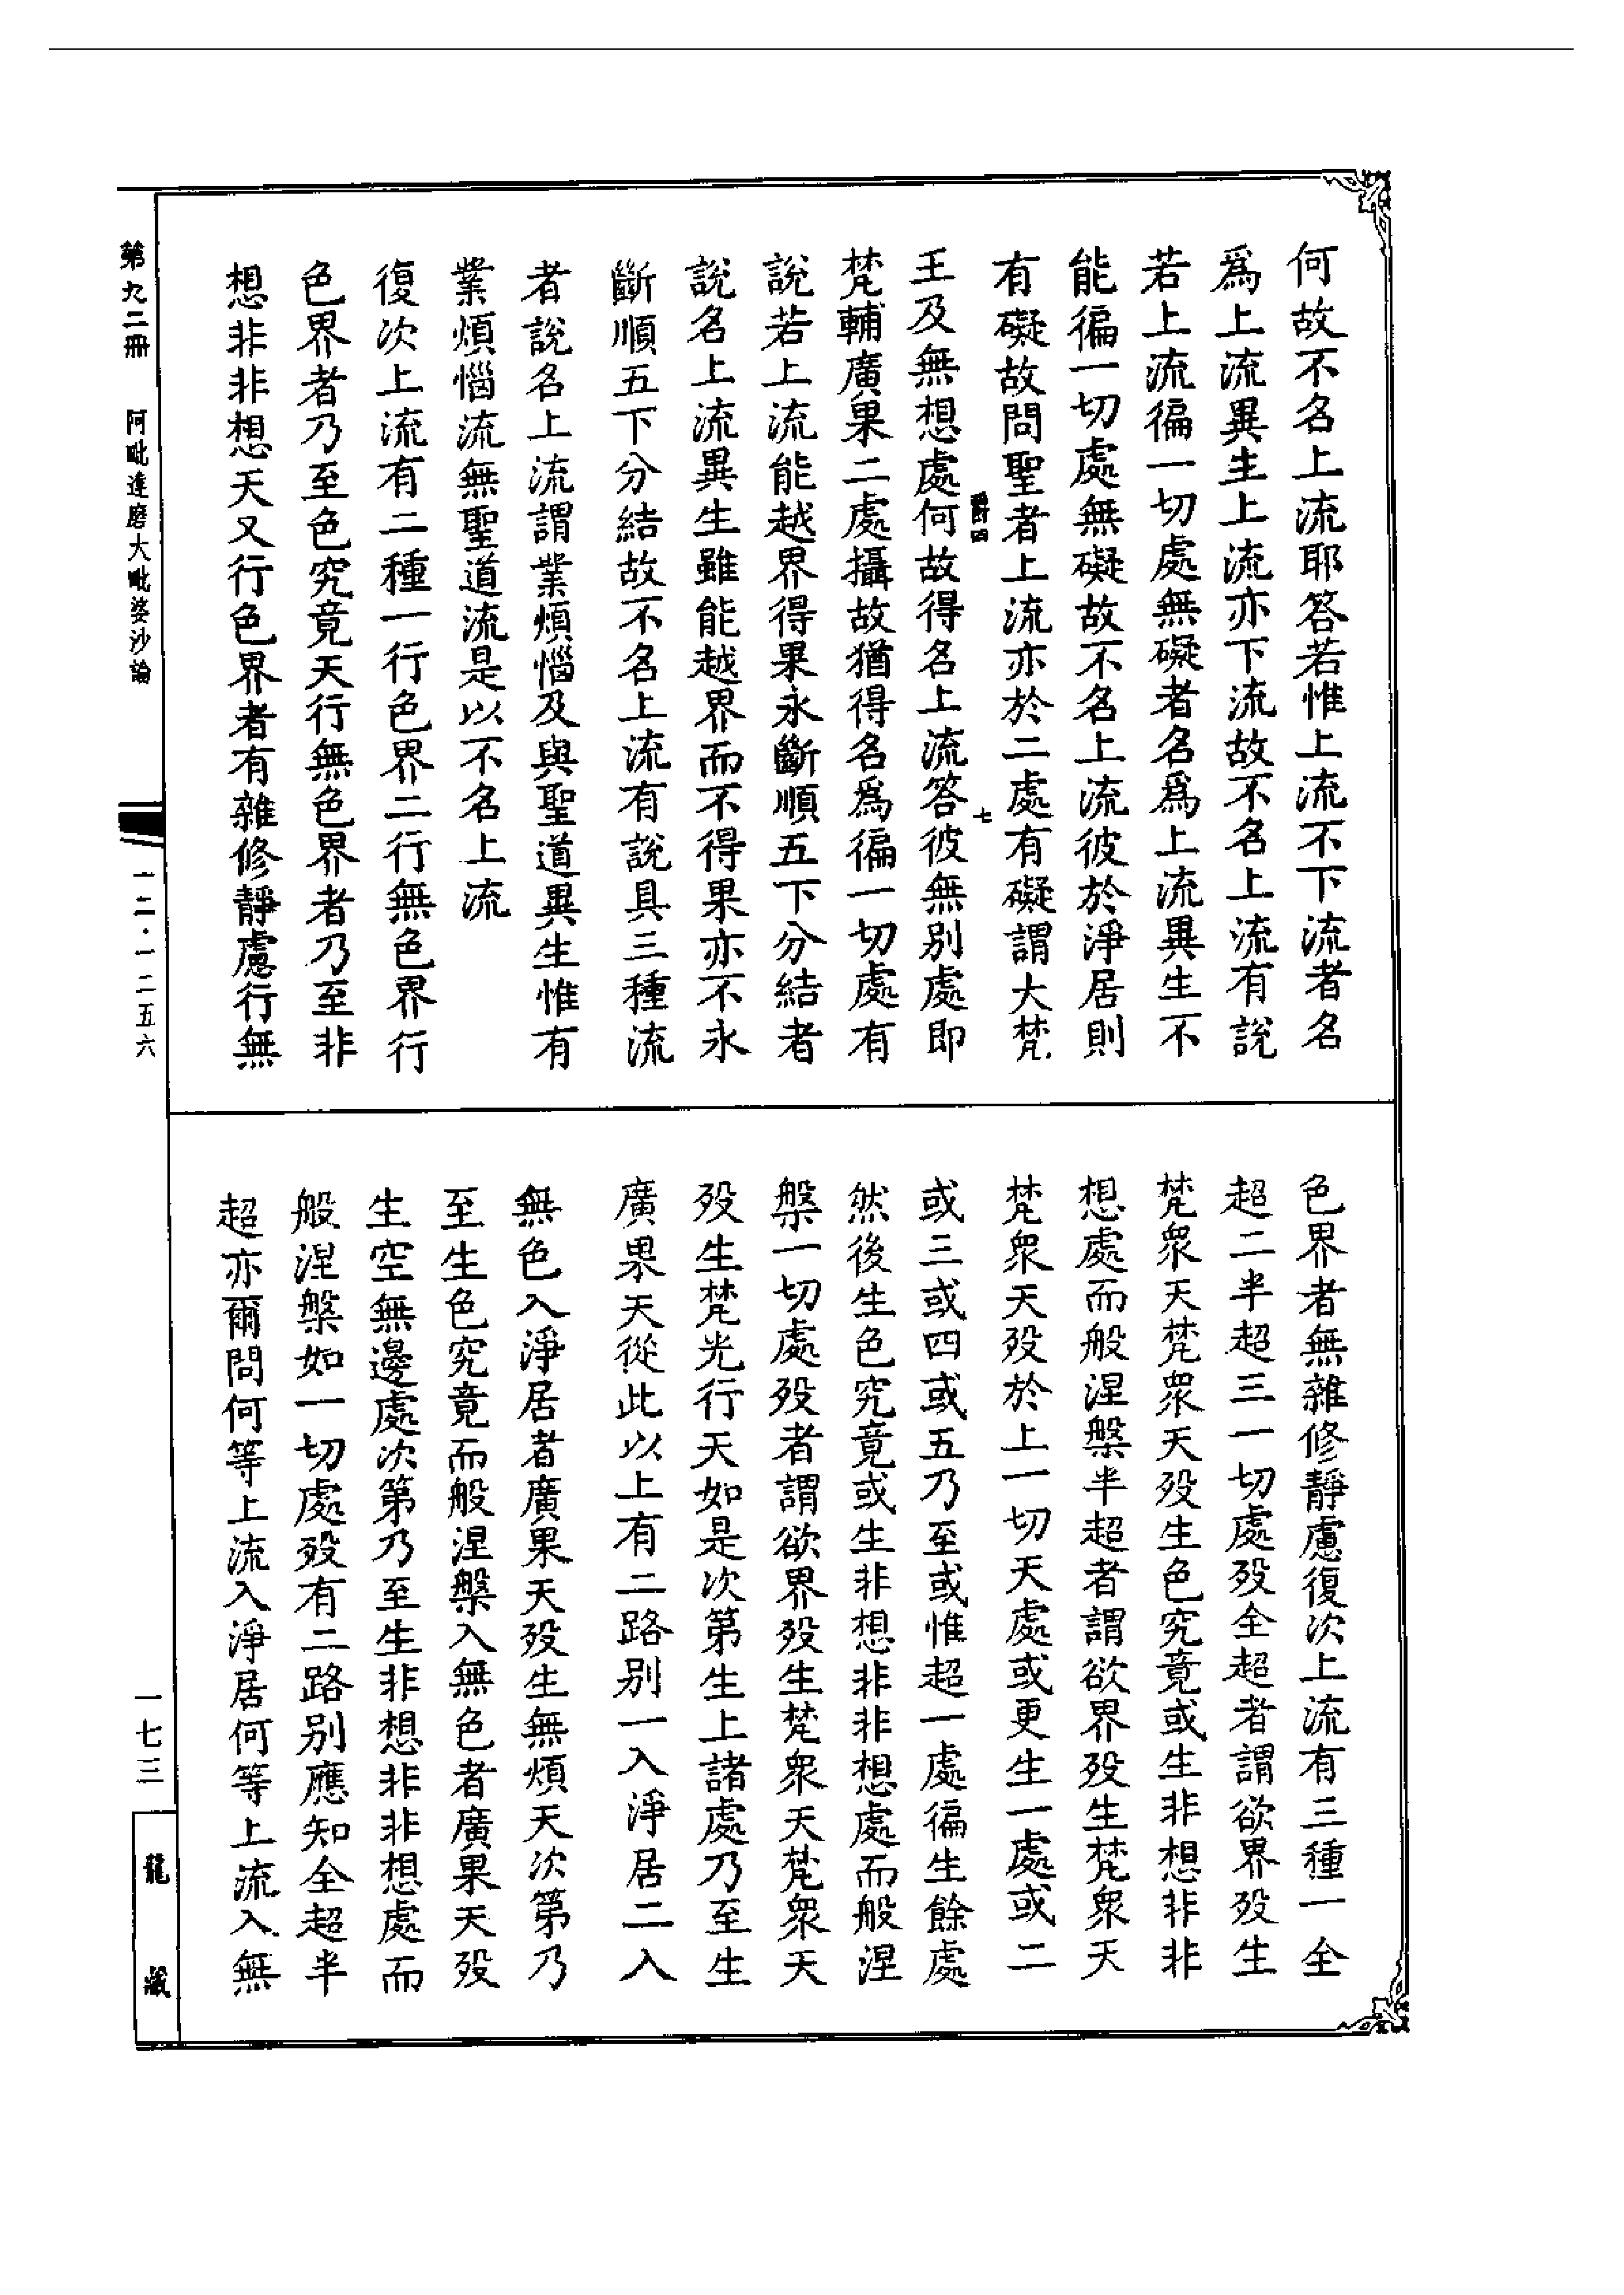 何故不名上流耶答若惟上流不下流者名
爲上流異生上流亦下流故不名上流有說
若上流徧一切處無礙者名爲上流異生不
能徧一切處無礙故不名上流彼於淨居則
有礙故問聖者上流亦於二處有礙謂大梵
七
王及無想處何故得名上流答彼無别處即
梵輔廣果二處攝故猶得名爲徧一切處有
說若上流能越界得果永斷順五下分結者
說名上流異生雖能越界而不得果亦不永
斷順五下分結故不名上流有說具三種流
者說名上流謂業煩惱及與聖道異生惟有
業煩惱流無聖道流是以不名上流
復次上流有二種一行色界二行無色界行
色界者乃至色究竟天行無色界者乃至非
想非非想天又行色界者有雜修靜慮行無
色界者無雜修靜慮復次上流有三種一全
超二半超三一切處歿全超者謂欲界歿生
梵衆天梵衆天歿生色究竟或生非想非非
想處而般涅槃半超者謂欲界歿生梵衆天
梵衆天歿於上一切天處或更生一處或二
或三或四或五乃至或惟超一處徧生餘處
然後生色究竟或生非想非非想處而般涅
槃一切處歿者謂欲界歿生梵衆天梵衆天
歿生梵光行天如是次第生上諸處乃至生
廣果天從此以上有二路别一入淨居二入
無色入淨居者廣果天歿生無煩天次第乃
至生色究竟而般涅槃入無色者廣果天歿
生空無邊處次第乃至生非想非非想處而
般涅槃如一切處歿有二路别應知全超半
超亦爾問何等上流入淨居何等上流入無
第九二冊 阿毗達磨大毗婆沙論
一二·一二五六
一七三
龍藏